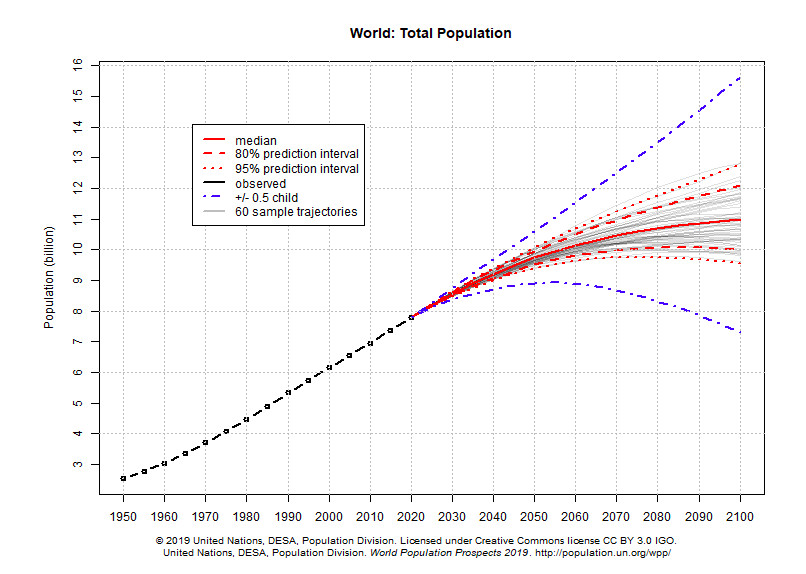 World: Total Population
16
15
14
13
12
11
10
9
8
7
6
5
4
3
Population (billion)
median
80% prediction interval
95% prediction interval
observed
+/- 0.5 child
60 sample trajectories
1950 1960 1970 1980 1990 2000 2010 2020 2030 2040 2050 2060 2070 2080 2090 2100
© 2019 United Nations, DESA, Population Division. Licensed under Creative Commons license CC BY 3.0 IGO.
United Nations, DESA, Population Division. World Population Prospects 2019. http://population.un.org/wpp/